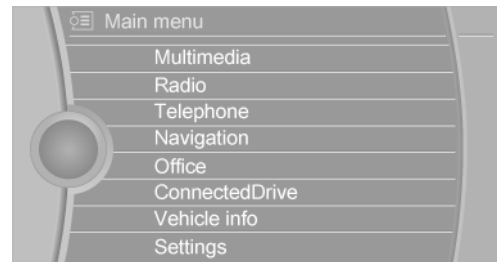 Main menu
Multimedia
Radio
Telephone
Navigation
Office
ConnectedDrive
Vehicle info
Settings